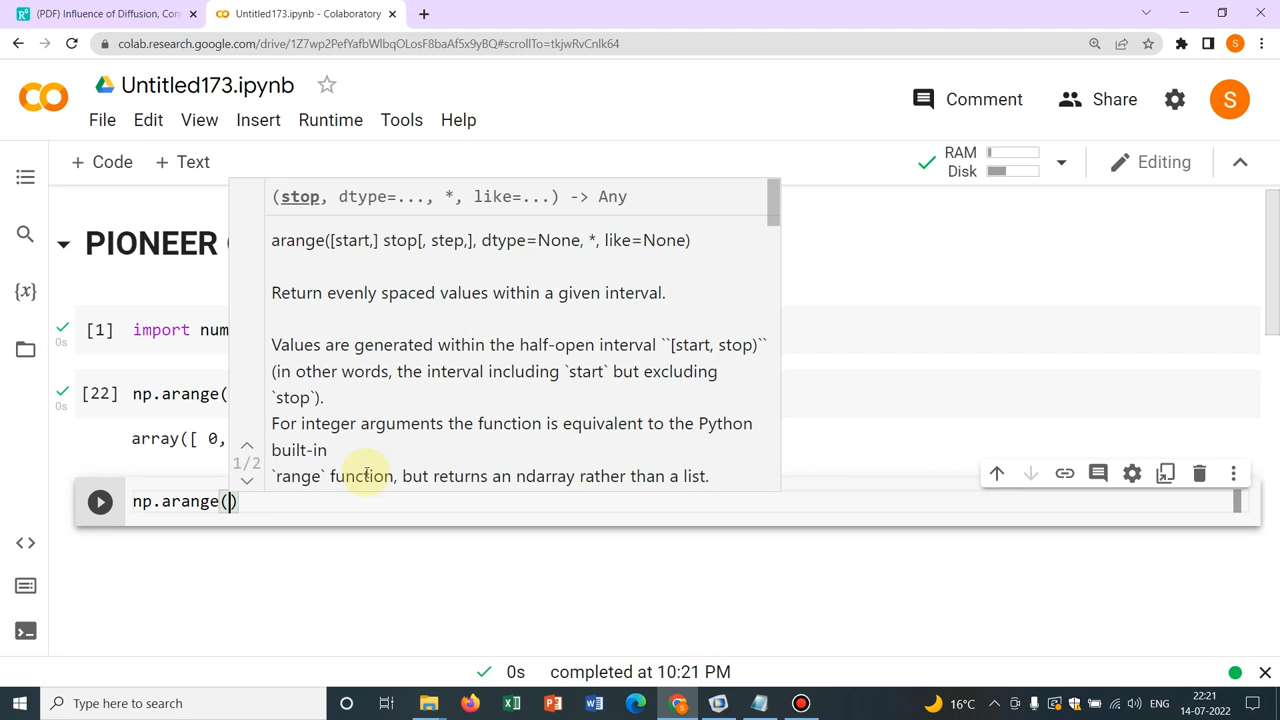 (PDF) Influence of Diffusion, Con
Untitled173.ipynb - Colaboratory
colab.research.google.com/drive/1Z7wp2PefYafbWlbqOLosF8baAf5x9yBQ#scrollTo=tkjwRvCnlk64
Untitled173.ipynb
Comment
Share
S
File Edit View Insert Runtime Tools Help
+ Code + Text
RAM
Disk
Editing
(stop, dtype=..., *, like=...) -> Any
PIONEER
arange([start,] stop[, step,], dtype=None, *, like=None)
Return evenly spaced values within a given interval.
[1] import num
0s
Values are generated within the half-open interval ``[start, stop)``
(in other words, the interval including `start` but excluding
`stop`).
[22] np.arange(
0s
For integer arguments the function is equivalent to the Python
built-in
array([ 0,
1/2
`range` function, but returns an ndarray rather than a list.
np.arange()
0s completed at 10:21 PM
Type here to search
16°C
ENG
22:21
14-07-2022